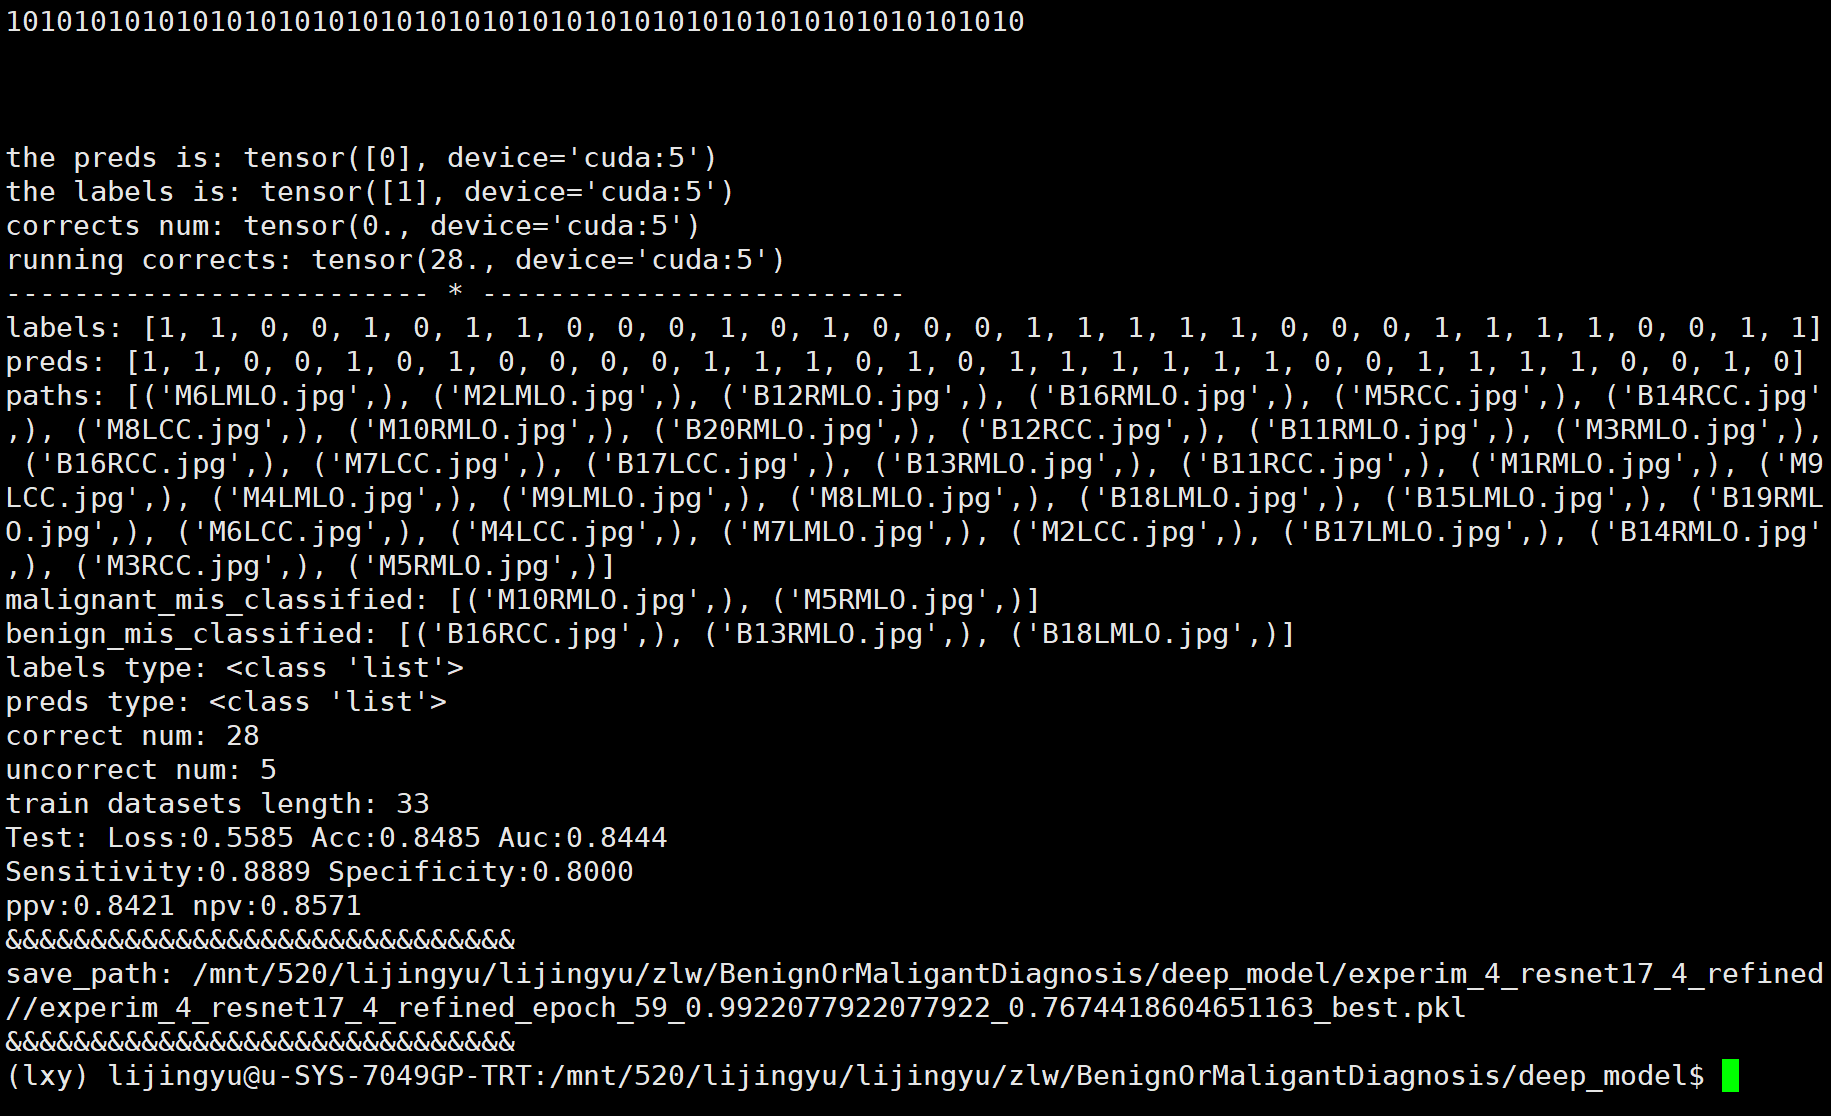 101010101010101010101010101010101010101010101010101010101010
the preds is: tensor([0], device='cuda:5')
the labels is: tensor([1], device='cuda:5')
corrects num: tensor(0., device='cuda:5')
running corrects: tensor(28., device='cuda:5')
------------------------- * -------------------------
labels: [1, 1, 0, 0, 1, 0, 1, 1, 0, 0, 0, 1, 0, 1, 0, 0, 0, 1, 1, 1, 1, 1, 0, 0, 0, 1, 1, 1, 1, 0, 0, 1, 1]
preds: [1, 1, 0, 0, 1, 0, 1, 0, 0, 0, 0, 1, 1, 1, 0, 1, 0, 1, 1, 1, 1, 1, 1, 0, 0, 1, 1, 1, 1, 0, 0, 1, 0]
paths: [('M6LMLO.jpg',), ('M2LMLO.jpg',), ('B12RMLO.jpg',), ('B16RMLO.jpg',), ('M5RCC.jpg',), ('B14RCC.jpg'
,), ('M8LCC.jpg',), ('M10RMLO.jpg',), ('B20RMLO.jpg',), ('B12RCC.jpg',), ('B11RMLO.jpg',), ('M3RMLO.jpg',),
 ('B16RCC.jpg',), ('M7LCC.jpg',), ('B17LCC.jpg',), ('B13RMLO.jpg',), ('B11RCC.jpg',), ('M1RMLO.jpg',), ('M9
LCC.jpg',), ('M4LMLO.jpg',), ('M9LMLO.jpg',), ('M8LMLO.jpg',), ('B18LMLO.jpg',), ('B15LMLO.jpg',), ('B19RML
O.jpg',), ('M6LCC.jpg',), ('M4LCC.jpg',), ('M7LMLO.jpg',), ('M2LCC.jpg',), ('B17LMLO.jpg',), ('B14RMLO.jpg'
,), ('M3RCC.jpg',), ('M5RMLO.jpg',)]
malignant_mis_classified: [('M10RMLO.jpg',), ('M5RMLO.jpg',)]
benign_mis_classified: [('B16RCC.jpg',), ('B13RMLO.jpg',), ('B18LMLO.jpg',)]
labels type: <class 'list'>
preds type: <class 'list'>
correct num: 28
uncorrect num: 5
train datasets length: 33
Test: Loss:0.5585 Acc:0.8485 Auc:0.8444
Sensitivity:0.8889 Specificity:0.8000
ppv:0.8421 npv:0.8571
&&&&&&&&&&&&&&&&&&&&&&&&&&&&&&
save_path: /mnt/520/lijingyu/lijingyu/zlw/BenignOrMaligantDiagnosis/deep_model/experim_4_resnet17_4_refined
//experim_4_resnet17_4_refined_epoch_59_0.9922077922077922_0.7674418604651163_best.pkl
&&&&&&&&&&&&&&&&&&&&&&&&&&&&&&
(lxy) lijingyu@u-SYS-7049GP-TRT:/mnt/520/lijingyu/lijingyu/zlw/BenignOrMaligantDiagnosis/deep_model$